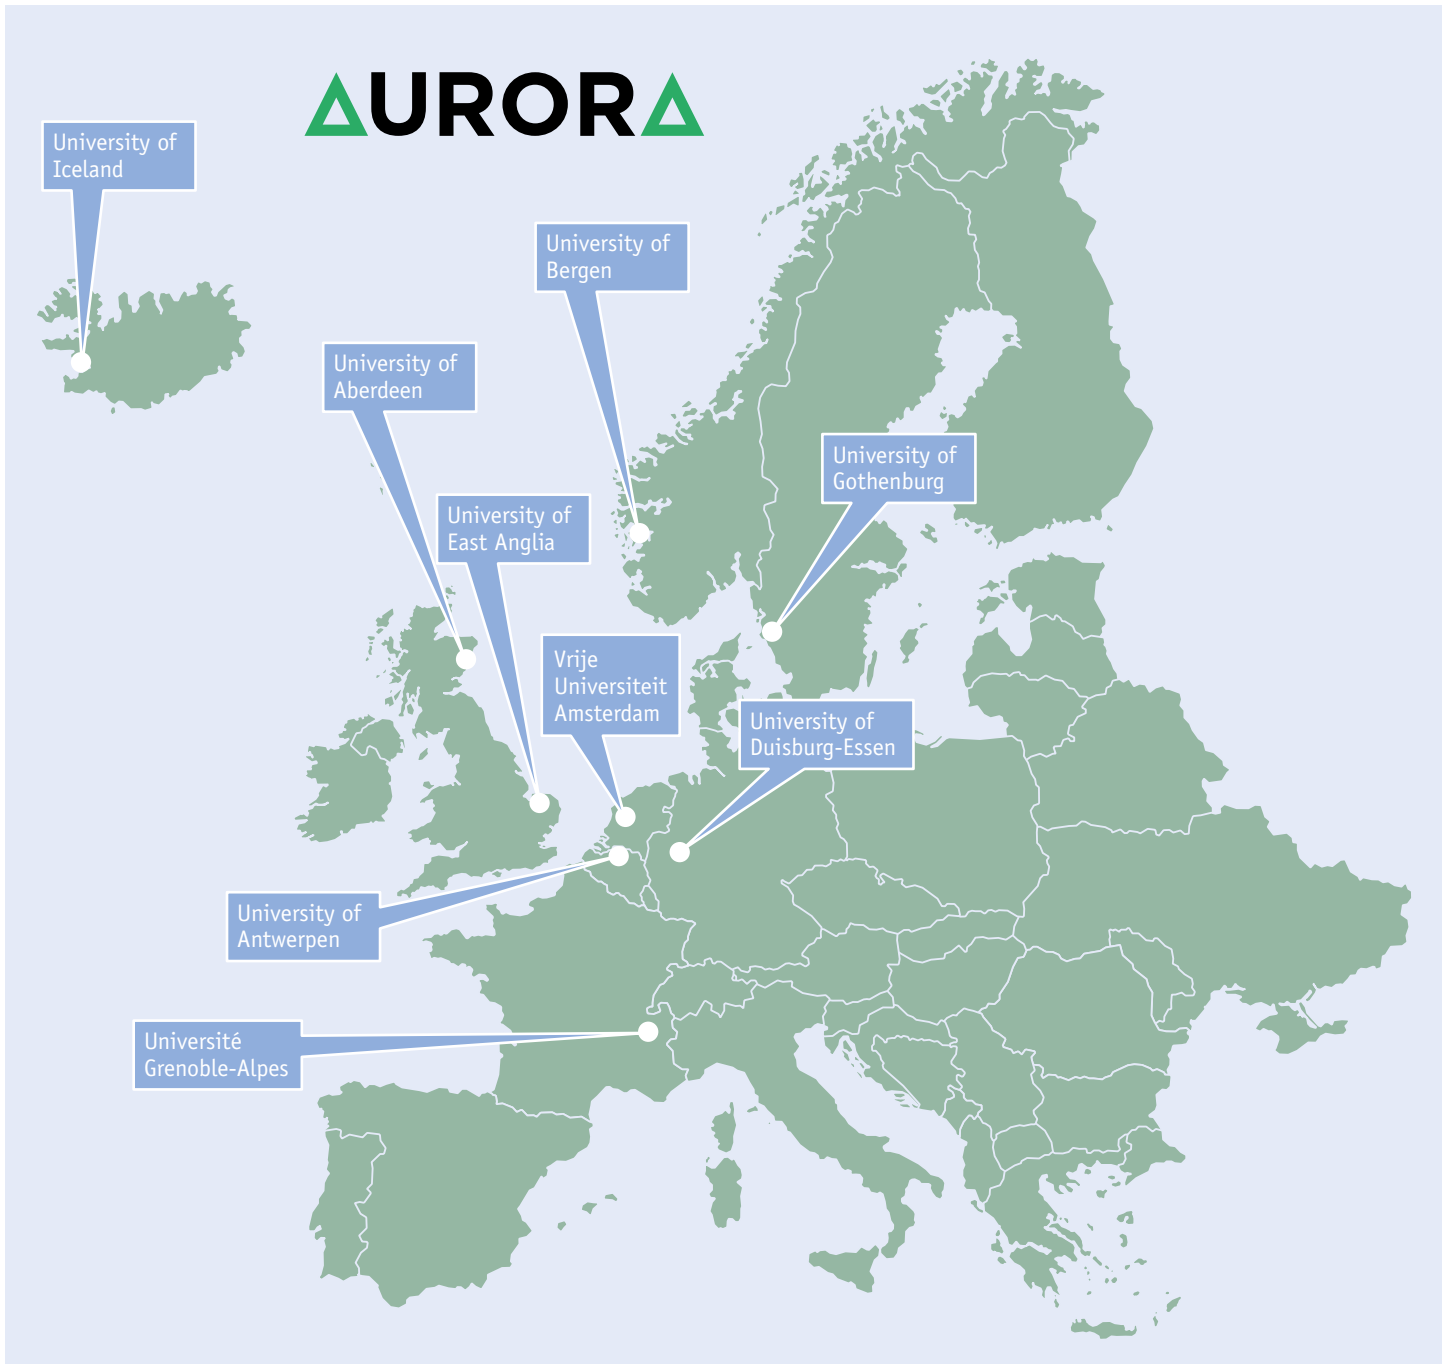 AURORA
University of
Iceland
University of
Bergen
University of
Aberdeen
University of
Gothenburg
University of
East Anglia
Vrije
Universiteit
Amsterdam
University of
Duisburg-Essen
University of
Antwerpen
Université
Grenoble-Alpes